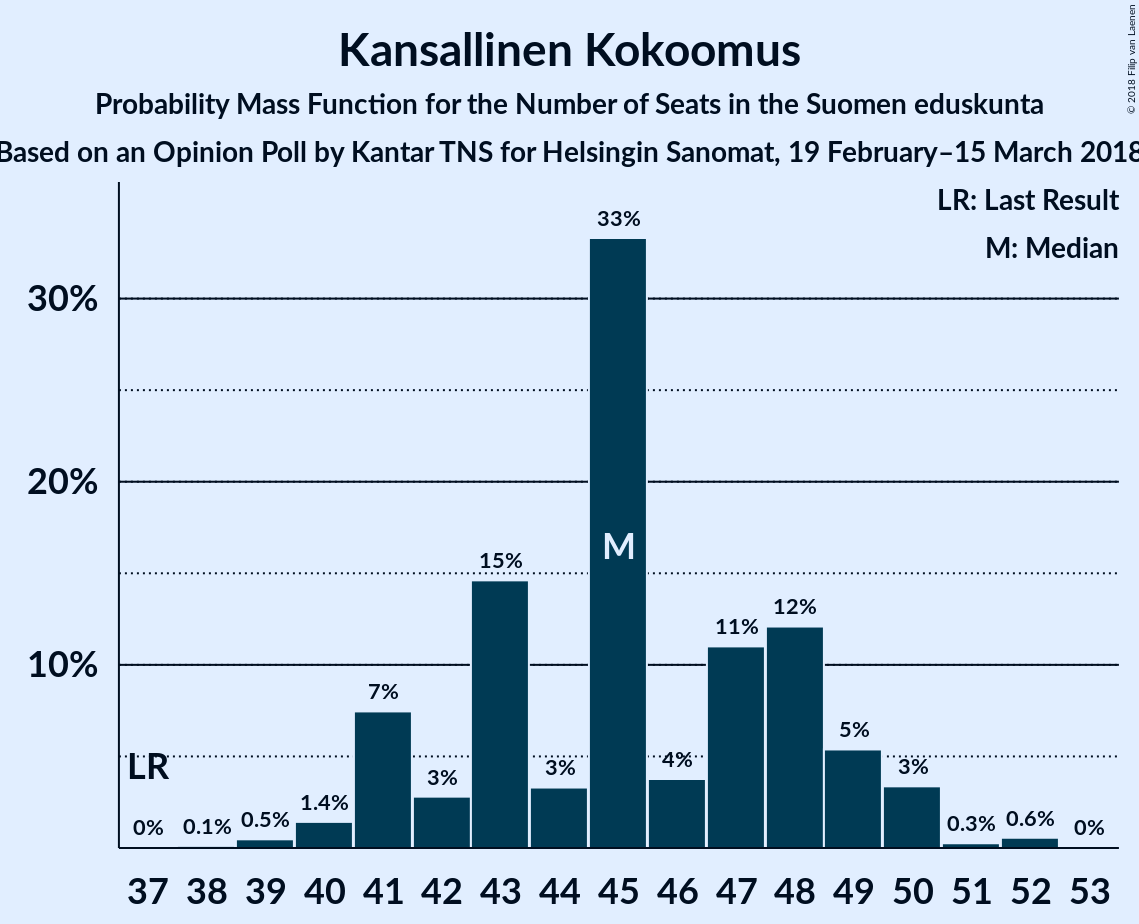 Kansallinen Kokoomus
Probability Mass Function for the Number of Seats in the Suomen eduskunta
Based on an Opinion Poll by Kantar TNS for Helsingin Sanomat, 19 February–15 March 2018
© 2018 Filip van Laenen
LR: Last Result
M: Median
30%
20%
10%
0%
0.1%
0.5%
1.4%
7%
3%
15%
3%
33%
4%
11%
12%
5%
3%
0.3%
0.6%
0%
LR
M
37 38 39 40 41 42 43 44 45 46 47 48 49 50 51 52 53